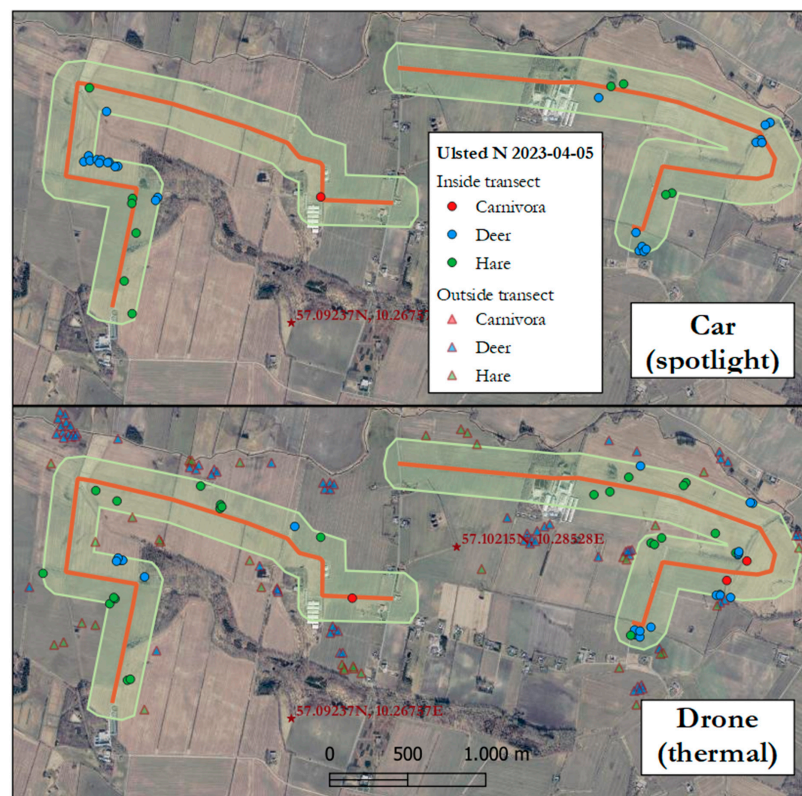 Ulsted N 2023-04-05
Inside transect
Carnivora
Deer
Hare
Outside transect
Carnivora
Deer
Hare
57.09237N, 10.26737
Car
(spotlight)
57.10215N, 10.28528E
57.09237N, 10.26737E
0 500 1.000 m
Drone
(thermal)